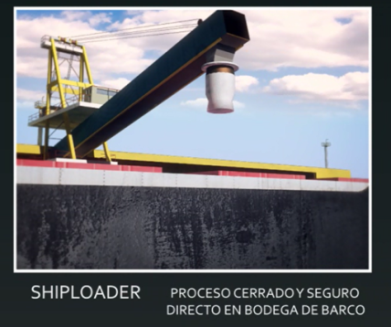 SHIPLOADER
PROCESO CERRADO Y SEGURO
DIRECTO EN BODEGA DE BARCO